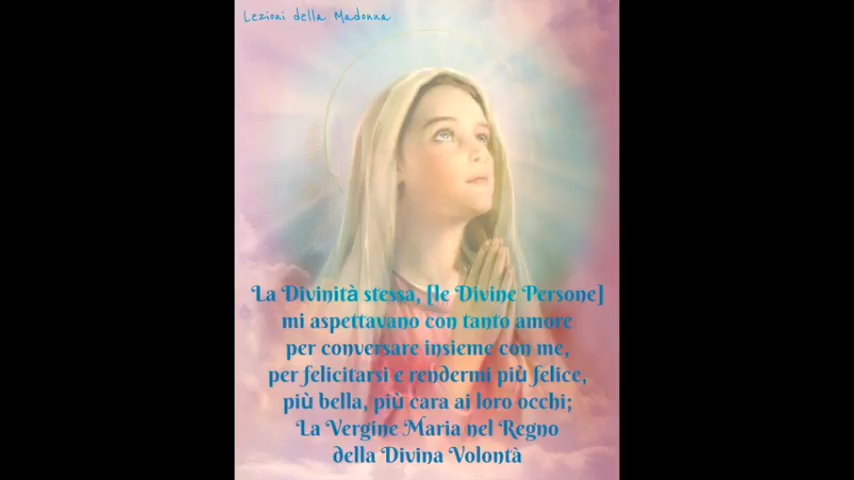 Lezioni della Madonna
La Divinità stessa, [le Divine Persone]
mi aspettavano con tanto amore
per conversare insieme con me,
per felicitarsi e rendermi più felice,
più bella, più cara ai loro occhi;
La Vergine Maria nel Regno
della Divina Volontà